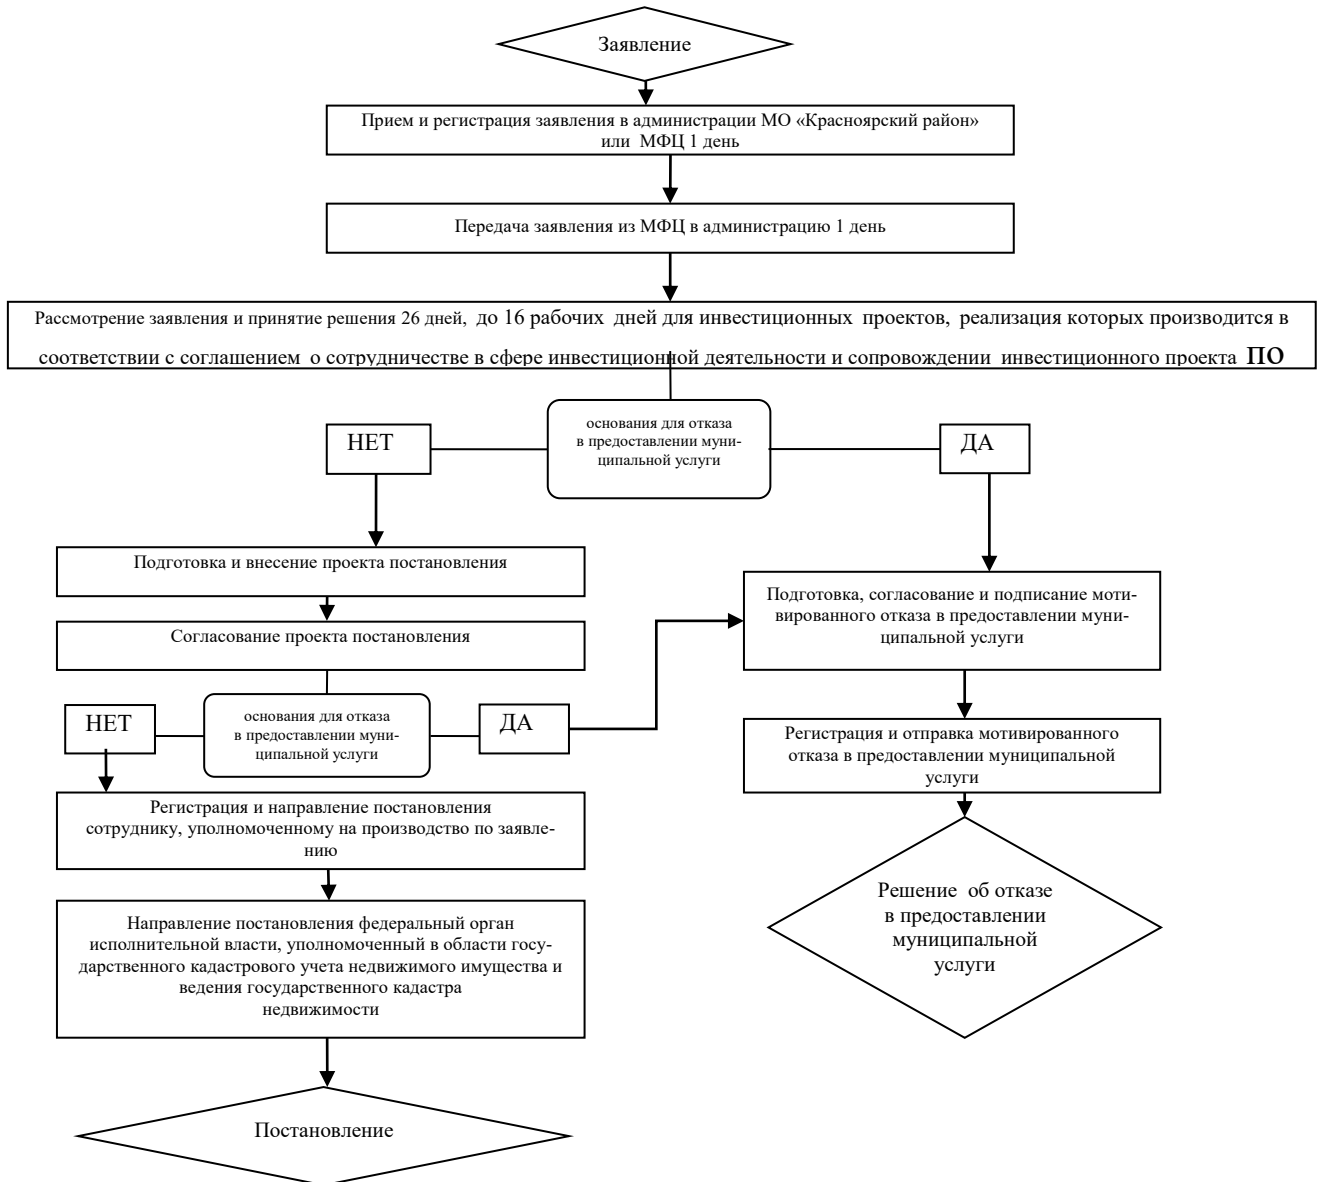 Заявление
Прием и регистрация заявления в администрации МО «Красноярский район»
или МФЦ 1 день
Передача заявления из МФЦ в администрацию 1 день
Рассмотрение заявления и принятие решения 26 дней, до 16 рабочих дней для инвестиционных проектов, реализация которых производится в
соответствии с соглашением о сотрудничестве в сфере инвестиционной деятельности и сопровождении инвестиционного проекта ПО
НЕТ
основания для отказа
в предоставлении муни-
ципальной услуги
ДА
Подготовка и внесение проекта постановления
Согласование проекта постановления
Подготовка, согласование и подписание моти-
вированного отказа в предоставлении муни-
ципальной услуги
НЕТ
основания для отказа
в предоставлении муни-
ципальной услуги
ДА
Регистрация и отправка мотивированного
отказа в предоставлении муниципальной
услуги
Регистрация и направление постановления
сотруднику, уполномоченному на производство по заявле-
нию
Направление постановления федеральный орган
исполнительной власти, уполномоченный в области госу-
дарственного кадастрового учета недвижимого имущества и
ведения государственного кадастра
недвижимости
Решение об отказе
в предоставлении
муниципальной
услуги
Постановление